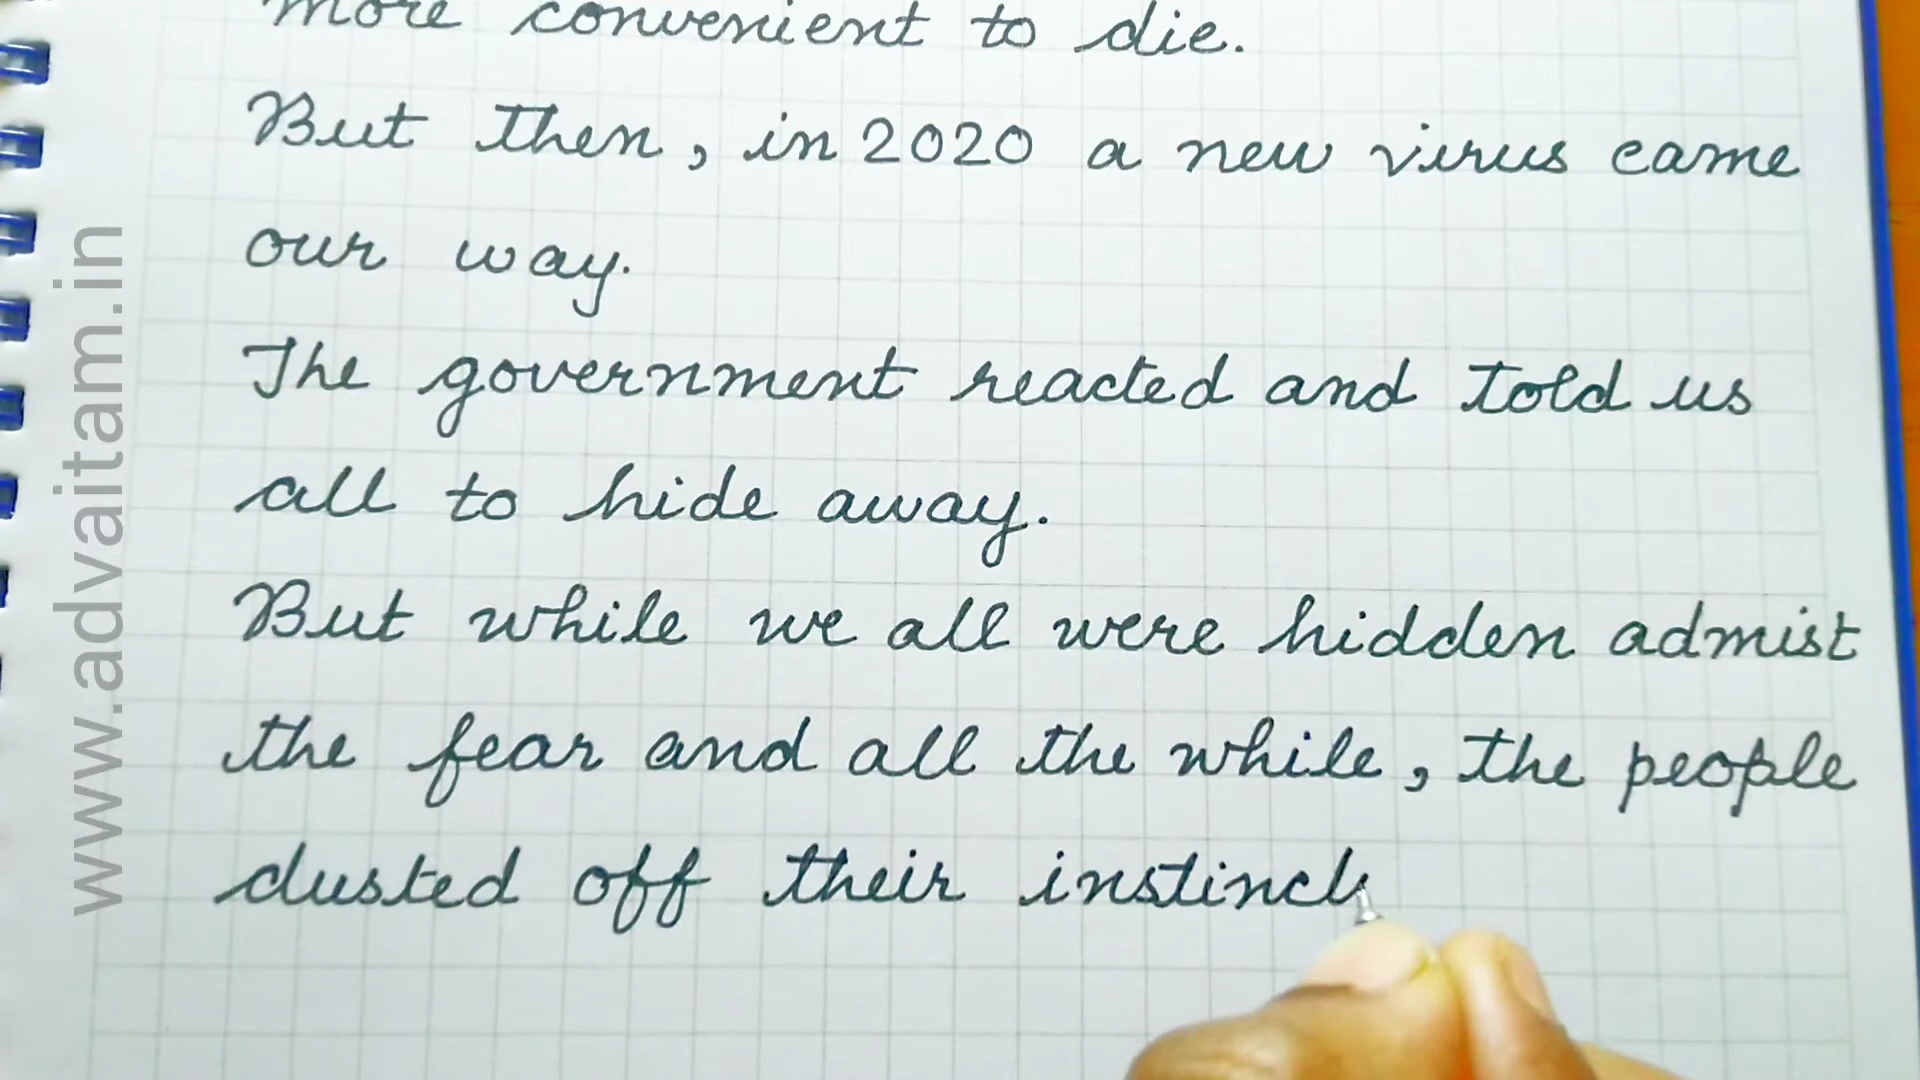 more convenient to die.
But then, in 2020 a new virus came
our way.
The government reacted and told us
all to hide away.
But while we all were hidden admist
the fear and all the while, the people
dusted off their instincts
www.advaitam.in